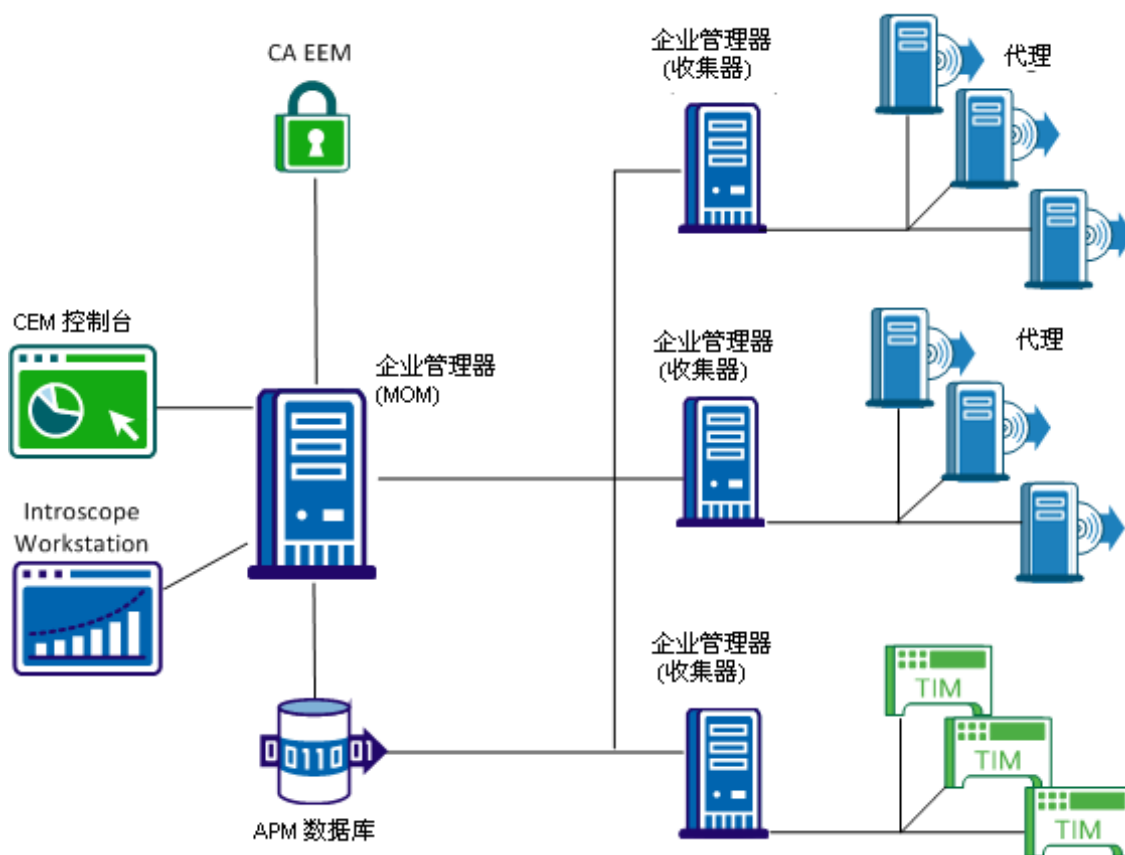 CA EEM
企业管理器
(收集器)
代理
CEM 控制台
企业管理器
(MOM)
企业管理器
(收集器)
代理
Introscope
Workstation
企业管理器
(收集器)
TIM
TIM
TIM
0 0110 01
APM 数据库